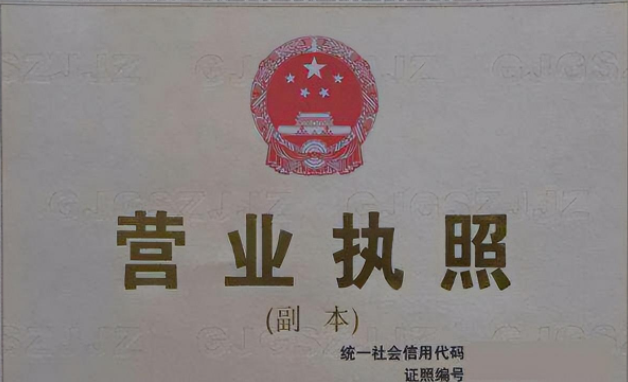 营业执照
(副 本)
统一社会信用代码
证照编号